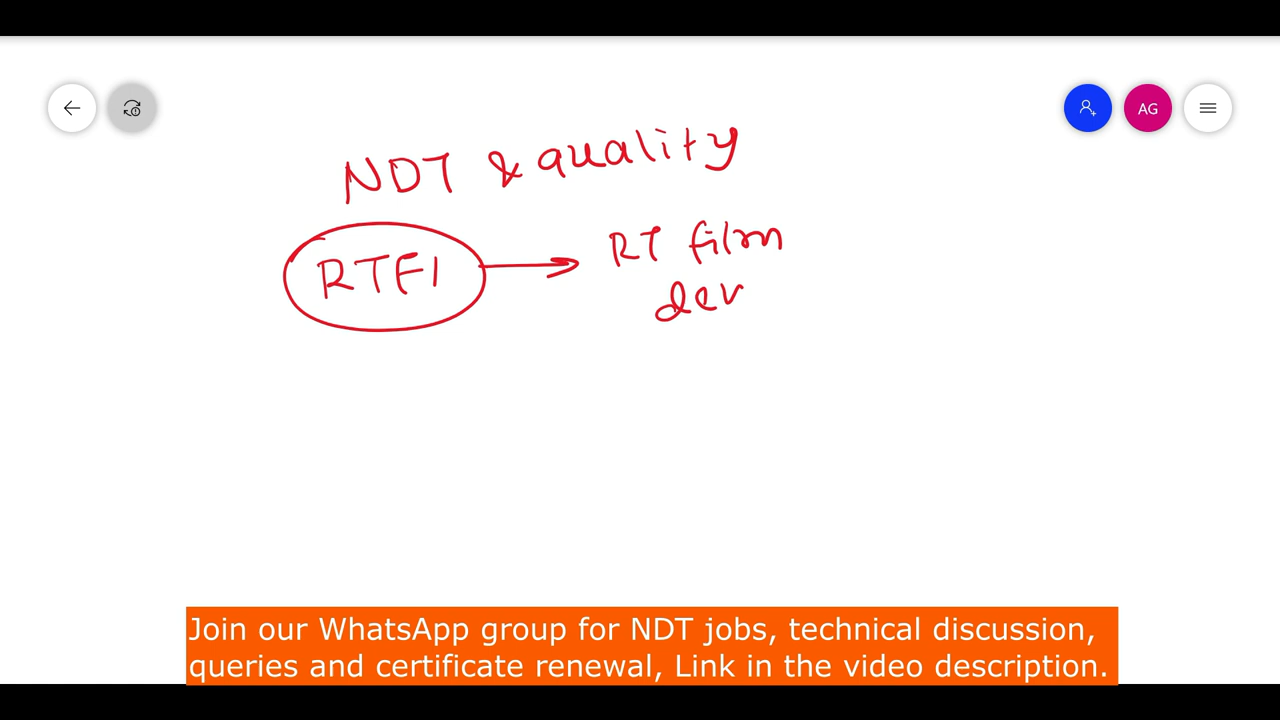 AG
NDT & quality
RTFI
RT film
dev
Join our WhatsApp group for NDT jobs, technical discussion,
queries and certificate renewal, Link in the video description.